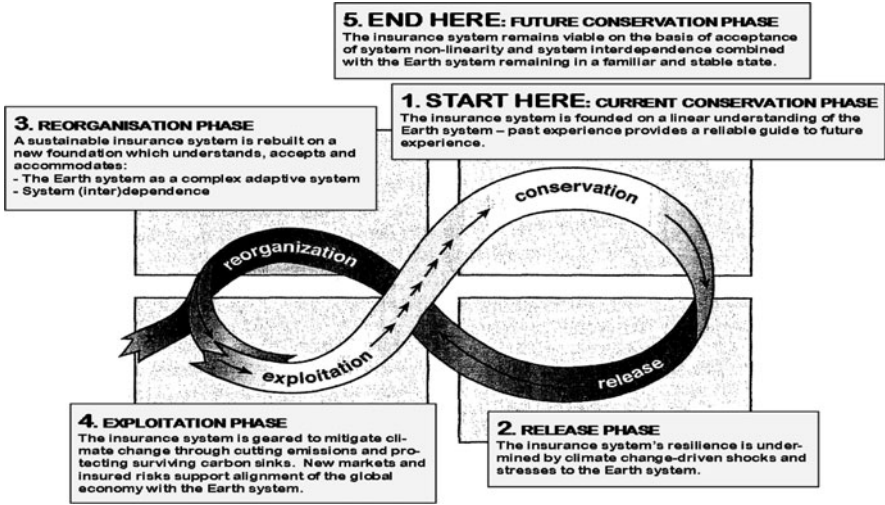 5. END HERE: FUTURE CONSERVATION PHASE
The insurance system remains viable on the basis of acceptance
of system non-linearity and system interdependence combined
with the Earth system remaining in a familiar and stable state.
1. START HERE: CURRENT CONSERVATION PHASE
The insurance system is founded on a linear understanding of the
Earth system – past experience provides a reliable guide to future
experience.
3. REORGANISATION PHASE
A sustainable insurance system is rebuilt on a
new foundation which understands, accepts and
accommodates:
- The Earth system as a complex adaptive system
- System (inter)dependence
conservation
reorganization
exploitation
release
4. EXPLOITATION PHASE
The insurance system is geared to mitigate cli-
mate change through cutting emissions and pro-
tecting surviving carbon sinks. New markets and
insured risks support alignment of the global
economy with the Earth system.
2. RELEASE PHASE
The insurance system's resilience is under-
mined by climate change-driven shocks and
stresses to the Earth system.